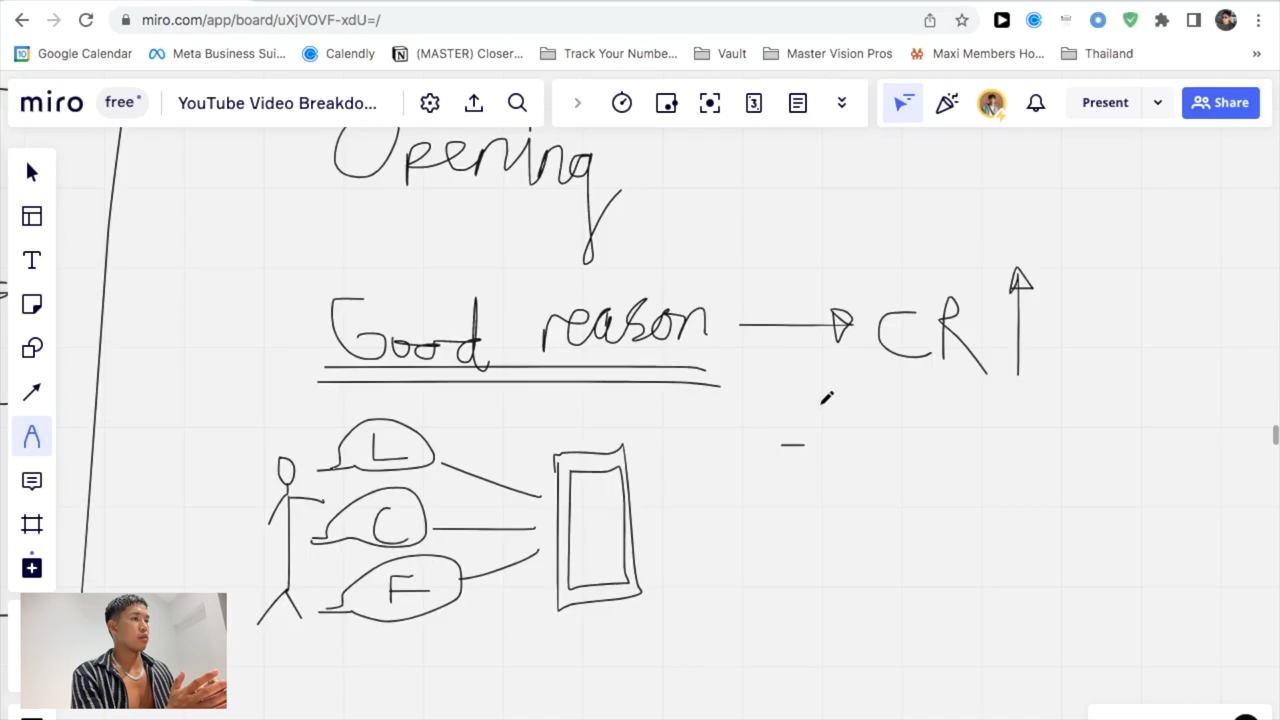 miro.com/app/board/uXjVOVF-xdU=/
10 Google Calendar Meta Business Sui... Calendly (MASTER) Closer... Track Your Numbe... Vault Master Vision Pros Maxi Members Ho... Thailand »
miro free YouTube Video Breakdo... 3 Present Share
Opening
Good reason CR
L
C
F